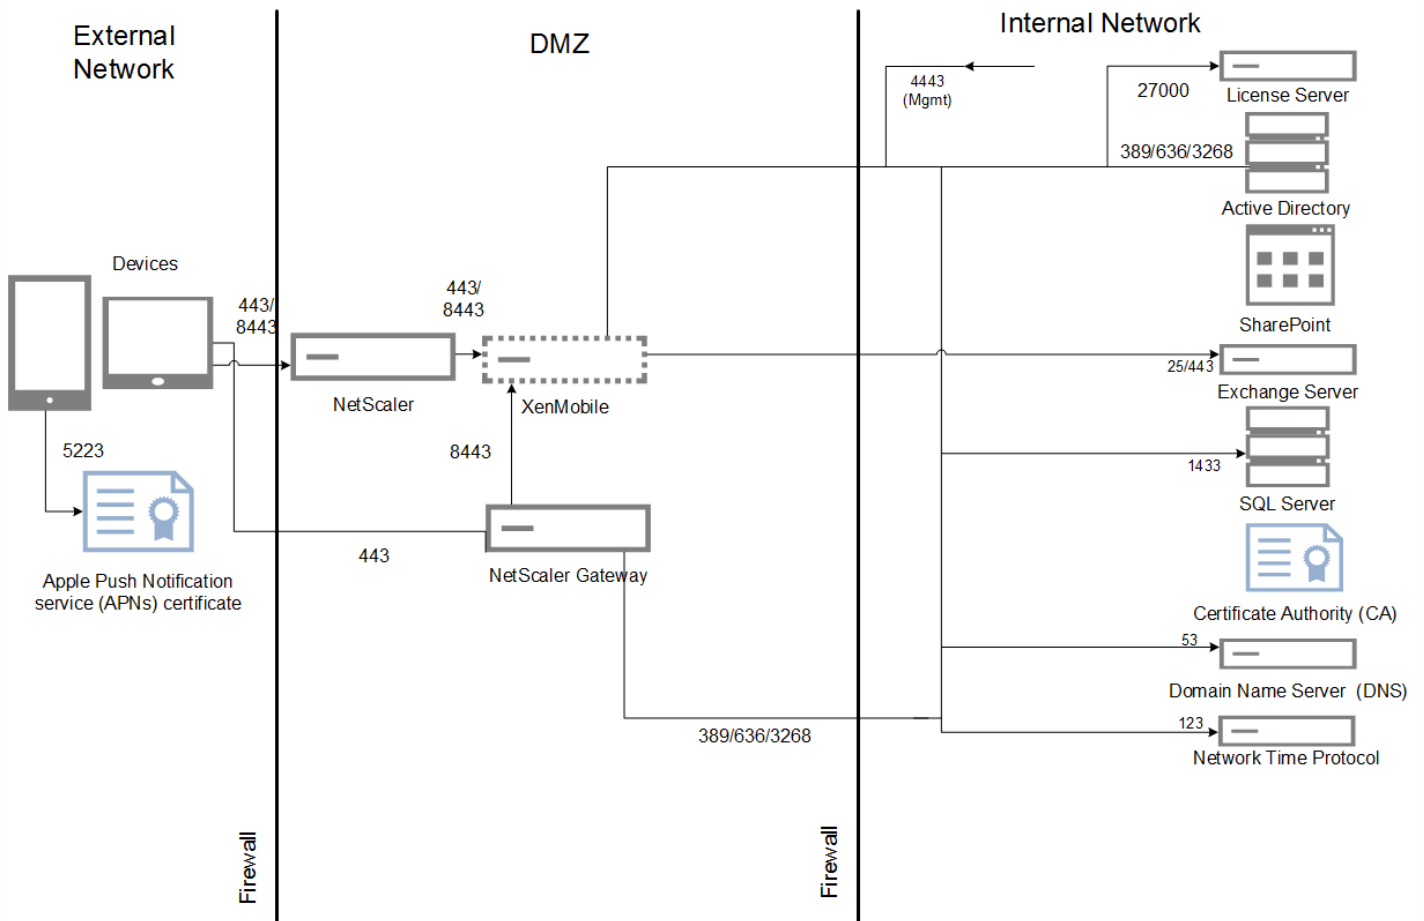 External
Network
DMZ
Internal Network
4443
(Mgmt)
27000
License Server
389/636/3268
Active Directory
SharePoint
Devices
443/
8443
443/
8443
NetScaler
XenMobile
25/443
Exchange Server
5223
8443
1433
SQL Server
Apple Push Notification
service (APNs) certificate
443
NetScaler Gateway
Certificate Authority (CA)
53
Domain Name Server (DNS)
389/636/3268
123
Network Time Protocol
Firewall
Firewall